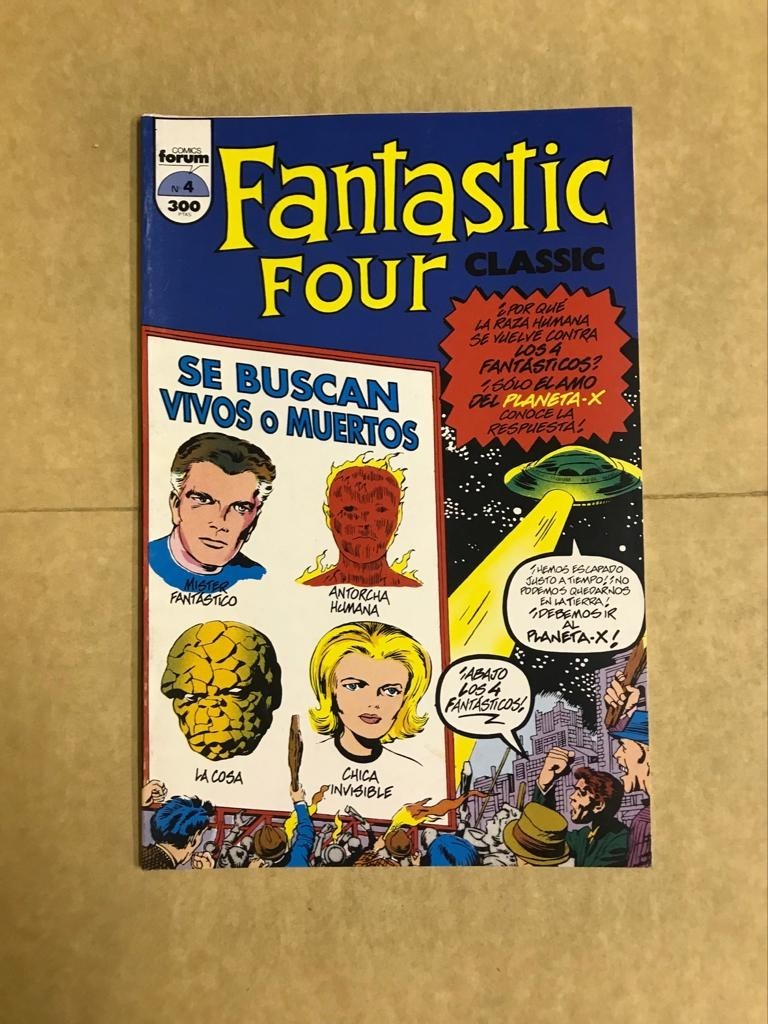 COMICS
forum
Nº 4
300
PTAS
Fantastic
Four CLASSIC
¿POR QUÉ
LA RAZA HUMANA
SE VUELVE CONTRA
LOS 4
FANTÁSTICOS?
¡SÓLO EL AMO
DEL PLANETA-X
CONOCE LA
RESPUESTA!
SE BUSCAN
VIVOS o MUERTOS
MISTER
FANTÁSTICO
ANTORCHA
HUMANA
LA COSA
CHICA
INVISIBLE
¡HEMOS ESCAPADO
JUSTO A TIEMPO! ¡NO
PODEMOS QUEDARNOS
EN LA TIERRA!
¡DEBEMOS IR
AL
PLANETA-X!
¡ABAJO
LOS 4
FANTÁSTICOS!